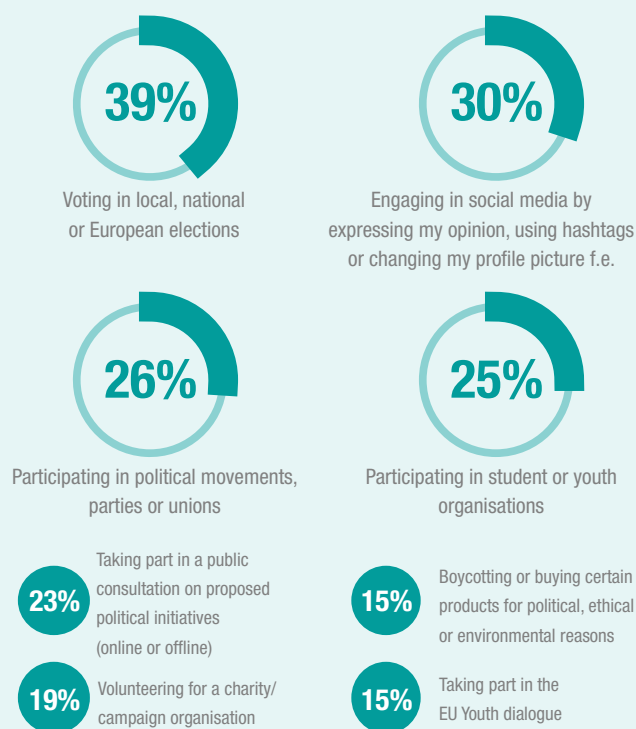 39%
Voting in local, national
or European elections
30%
Engaging in social media by
expressing my opinion, using hashtags
or changing my profile picture f.e.
26%
Participating in political movements,
parties or unions
25%
Participating in student or youth
organisations
23%
Taking part in a public
consultation on proposed
political initiatives
(online or offline)
15%
Boycotting or buying certain
products for political, ethical
or environmental reasons
19%
Volunteering for a charity/
campaign organisation
15%
Taking part in the
EU Youth dialogue